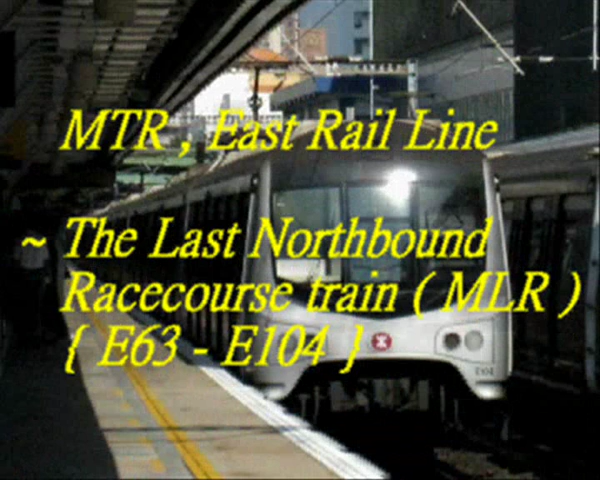 MTR , East Rail Line
~ The Last Northbound
Racecourse train ( MLR )
{ E63 - E104 }